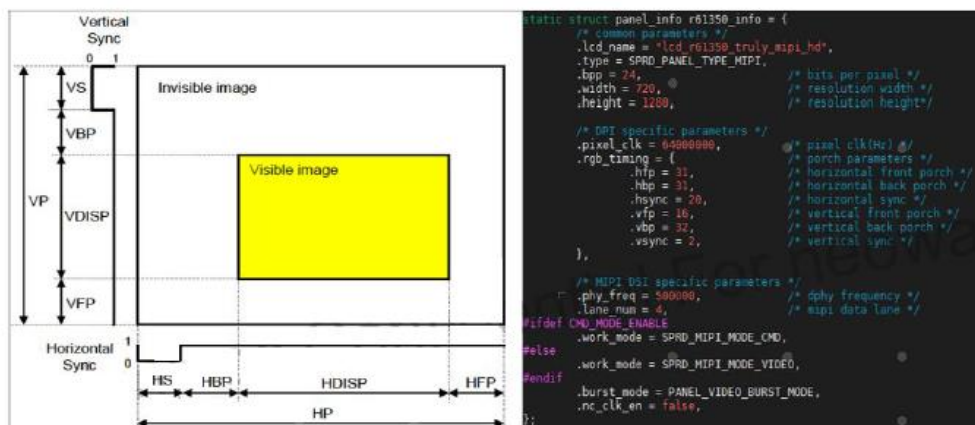 Vertical
Sync
0 1
VS
Invisible image
VBP
Visible image
VP
VDISP
VFP
Horizontal
Sync
1
0
HS
HBP
HDISP
HFP
HP
static struct panel_info r61350_info = {
/* common parameters */
.lcd_name = "lcd_r61350_truly_mipi_hd",
.type = SPRD_PANEL_TYPE_MIPI,
.bpp = 24, /* bits per pixel */
.width = 720, /* resolution width */
.height = 1280, /* resolution height*/
/* DPI specific parameters */
.pixel_clk = 64000000, /* pixel clk(Hz) */
.rgb_timing = { /* porch parameters */
.hfp = 31, /* horizontal front porch */
.hbp = 31, /* horizontal back porch */
.hsync = 20, /* horizontal sync */
.vfp = 16, /* vertical front porch */
.vbp = 32, /* vertical back porch */
.vsync = 2, /* vertical sync */
},
/* MIPI DSI specific parameters */
.phy_freq = 500000, /* dphy frequency */
.lane_num = 4, /* mipi data lane */
#ifdef CMD_MODE_ENABLE
.work_mode = SPRD_MIPI_MODE_CMD,
#else
.work_mode = SPRD_MIPI_MODE_VIDEO,
#endif
.burst_mode = PANEL_VIDEO_BURST_MODE,
.nc_clk_en = false,
};